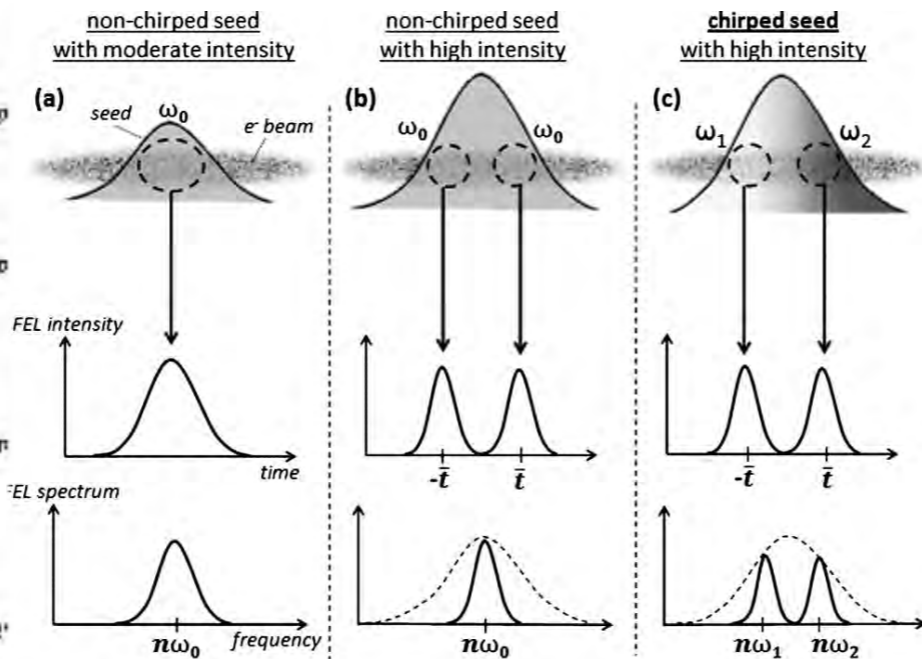 non-chirped seed
with moderate intensity
non-chirped seed
with high intensity
chirped seed
with high intensity
(a)
seed
ω₀
e⁻ beam
(b)
ω₀
ω₀
(c)
ω₁
ω₂
FEL intensity
time
-t̄
t̄
-t̄
t̄
FEL spectrum
nω₀
frequency
nω₀
nω₁
nω₂